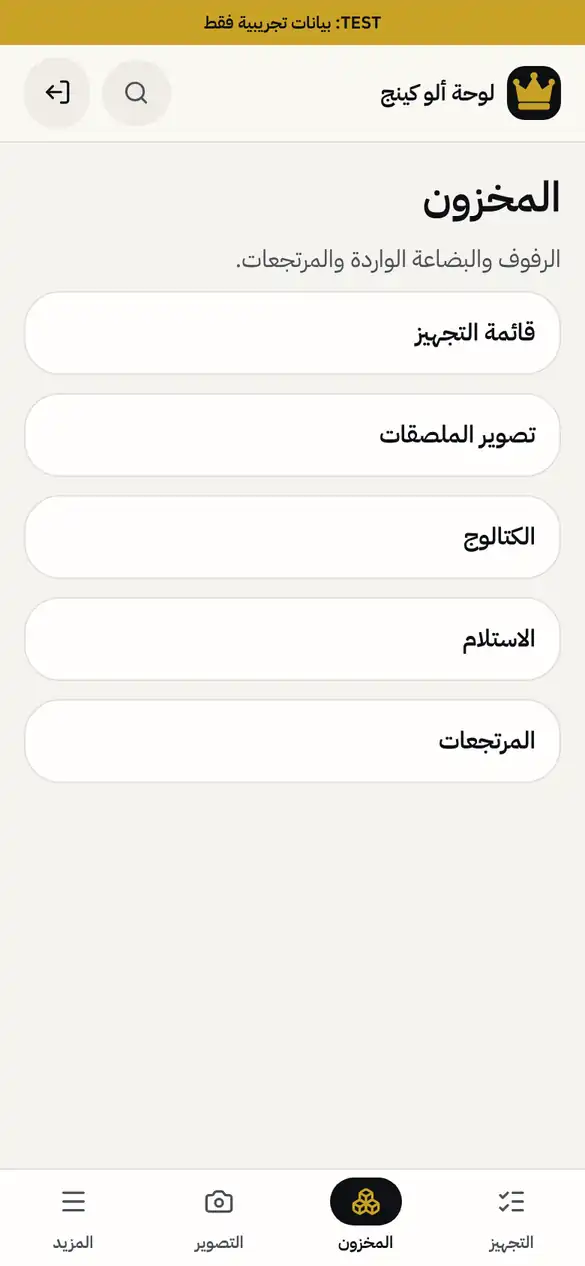 TEST: بيانات تجريبية فقط
لوحة ألو كينج
المخزون
الرفوف والبضاعة الواردة والمرتجعات.
قائمة التجهيز
تصوير الملصقات
الكتالوج
الاستلام
المرتجعات
التجهيز
المخزون
التصوير
المزيد